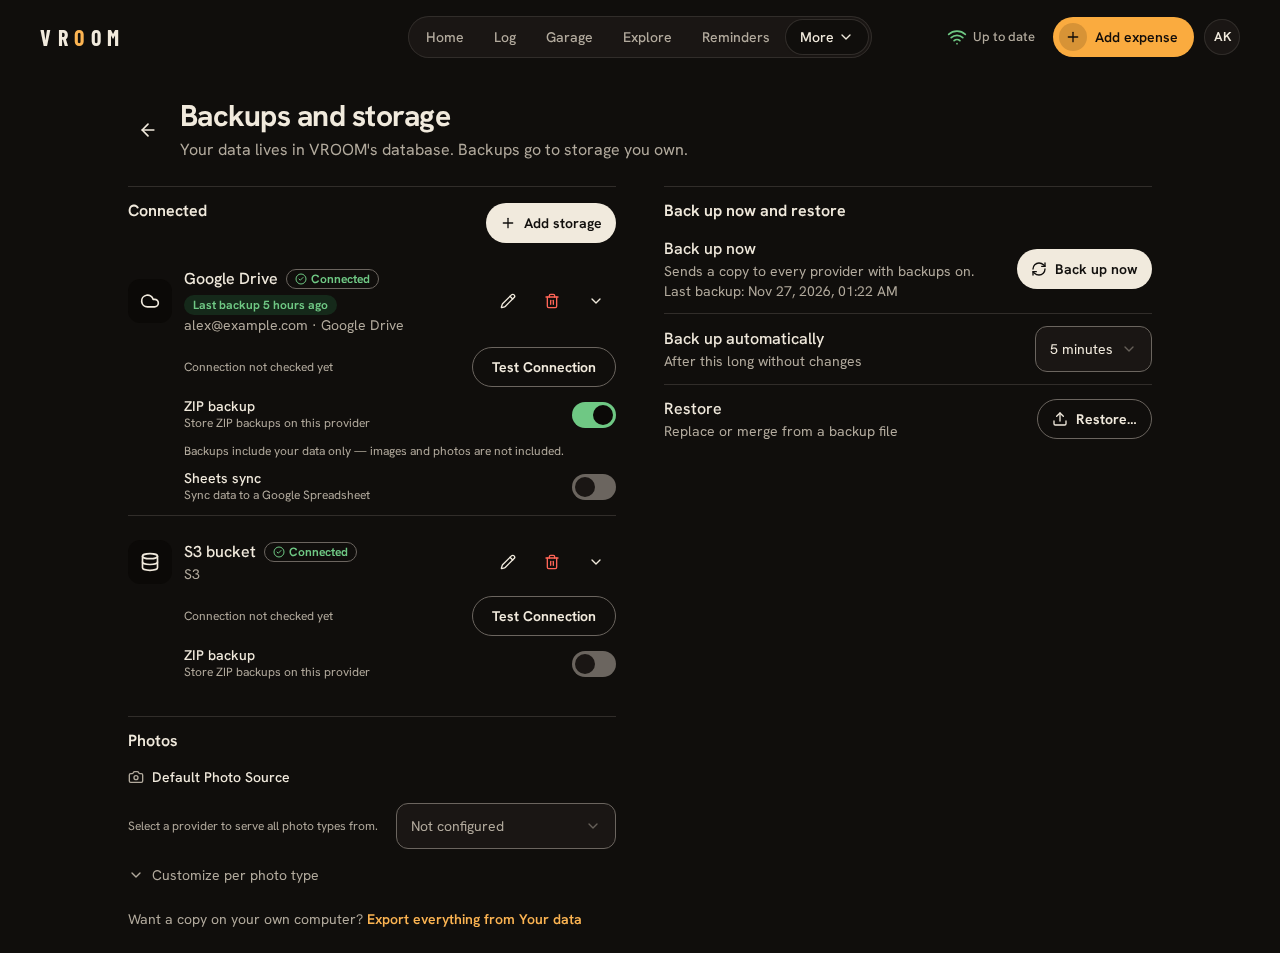 VROOM
Home
Log
Garage
Explore
Reminders
More
Up to date
Add expense
AK
Backups and storage
Your data lives in VROOM's database. Backups go to storage you own.
Connected
Add storage
Google Drive
Connected
Last backup 5 hours ago
alex@example.com · Google Drive
Connection not checked yet
Test Connection
ZIP backup
Store ZIP backups on this provider
Backups include your data only — images and photos are not included.
Sheets sync
Sync data to a Google Spreadsheet
S3 bucket
Connected
S3
Connection not checked yet
Test Connection
ZIP backup
Store ZIP backups on this provider
Photos
Default Photo Source
Select a provider to serve all photo types from.
Not configured
Customize per photo type
Want a copy on your own computer? Export everything from Your data
Back up now and restore
Back up now
Sends a copy to every provider with backups on.
Last backup: Nov 27, 2026, 01:22 AM
Back up now
Back up automatically
After this long without changes
5 minutes
Restore
Replace or merge from a backup file
Restore...